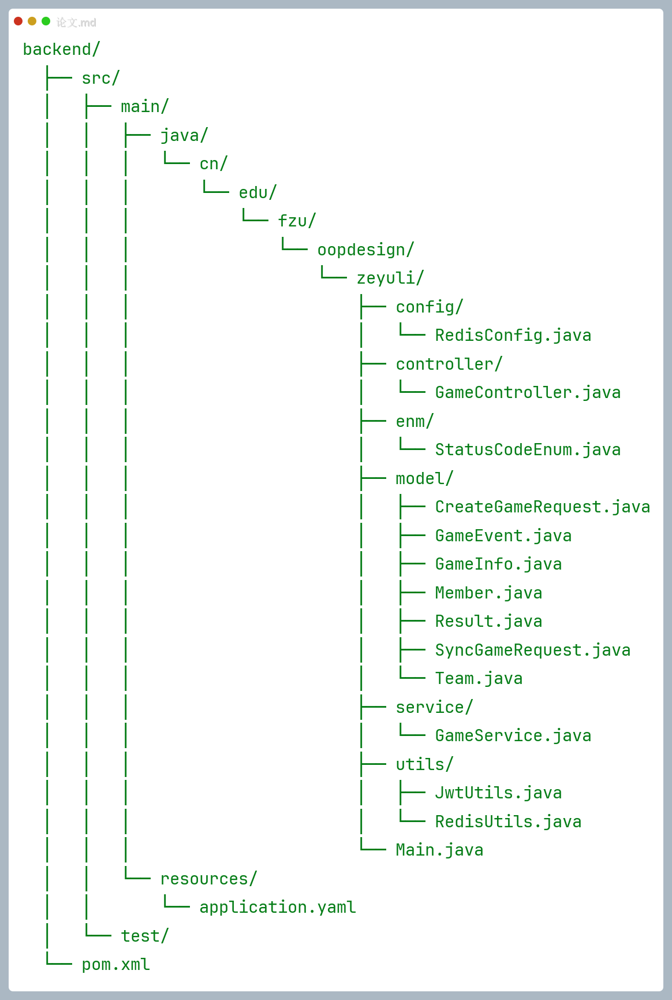 论文.md
backend/
├── src/
│   ├── main/
│   │   ├── java/
│   │   │   └── cn/
│   │   │       └── edu/
│   │   │           └── fzu/
│   │   │               └── oopdesign/
│   │   │                   └── zeyuli/
│   │   │                       ├── config/
│   │   │                       │   └── RedisConfig.java
│   │   │                       ├── controller/
│   │   │                       │   └── GameController.java
│   │   │                       ├── enm/
│   │   │                       │   └── StatusCodeEnum.java
│   │   │                       ├── model/
│   │   │                       │   ├── CreateGameRequest.java
│   │   │                       │   ├── GameEvent.java
│   │   │                       │   ├── GameInfo.java
│   │   │                       │   ├── Member.java
│   │   │                       │   ├── Result.java
│   │   │                       │   ├── SyncGameRequest.java
│   │   │                       │   └── Team.java
│   │   │                       ├── service/
│   │   │                       │   └── GameService.java
│   │   │                       ├── utils/
│   │   │                       │   ├── JwtUtils.java
│   │   │                       │   └── RedisUtils.java
│   │   │                       └── Main.java
│   │   └── resources/
│   │       └── application.yaml
│   └── test/
└── pom.xml